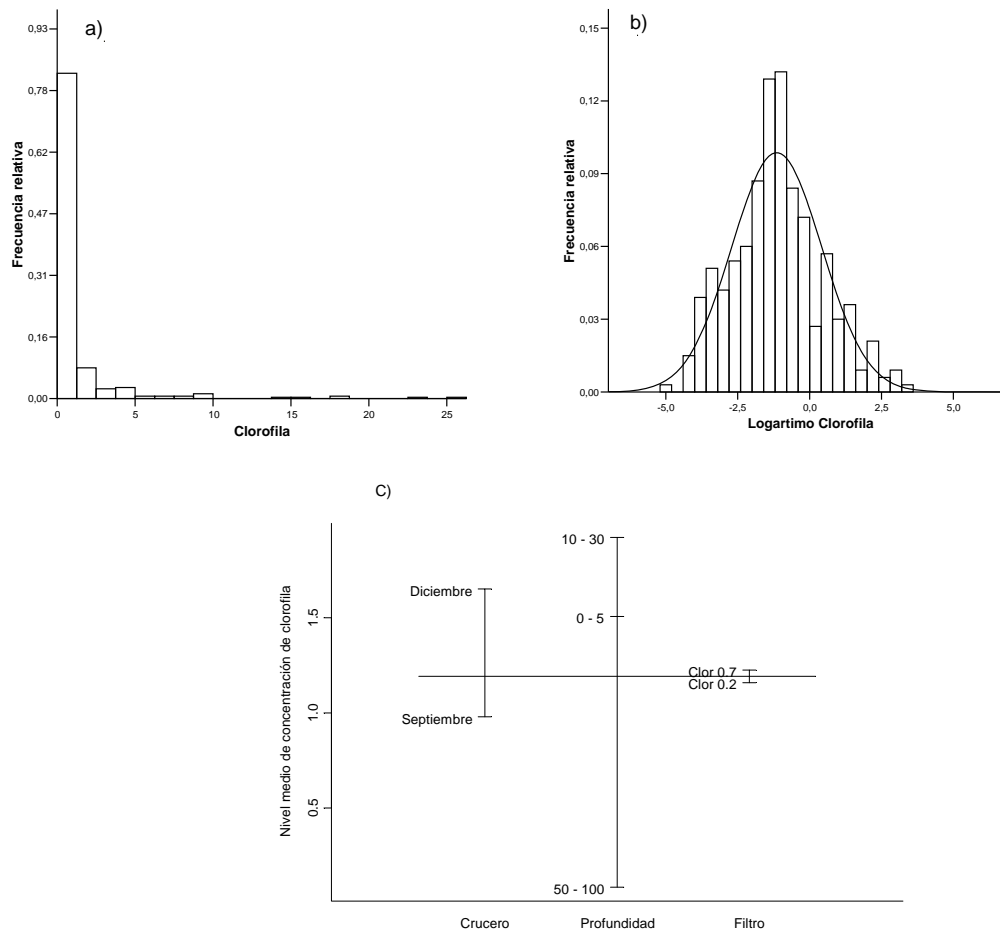 a)
0,93
0,78
0,62
0,47
0,31
0,16
0,00
Frecuencia relativa
0 5 10 15 20 25
Clorofila
b)
0,15
0,12
0,09
0,06
0,03
0,00
Frecuencia relativa
-5,0 -2,5 0,0 2,5 5,0
Logartimo Clorofila
C)
Nivel medio de concentración de clorofila
1.5
1.0
0.5
Diciembre
Septiembre
10 - 30
0 - 5
50 - 100
Clor 0.7
Clor 0.2
Crucero Profundidad Filtro